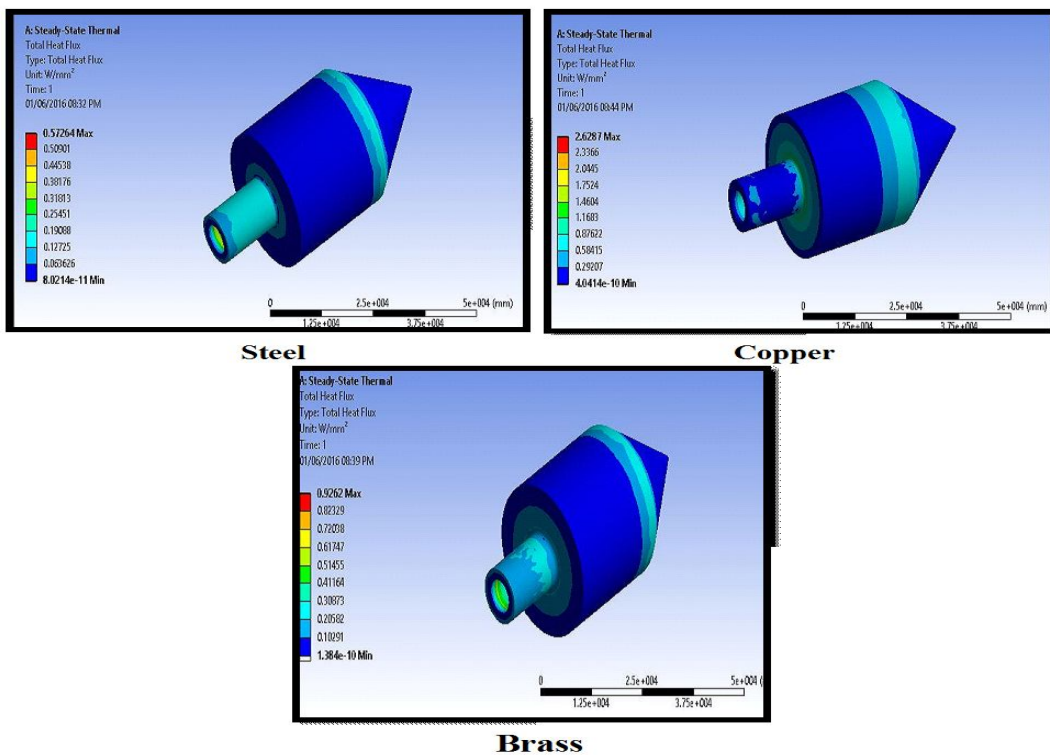 A: Steady-State Thermal
Total Heat Flux
Type: Total Heat Flux
Unit: W/mm²
Time: 1
01/06/2016 08:32 PM
0.57264 Max
0.50901
0.44538
0.38176
0.31813
0.25451
0.19088
0.12725
0.063626
8.0214e-11 Min
0 2.5e+004 5e+004 (mm)
1.25e+004 3.75e+004
Steel
A: Steady-State Thermal
Total Heat Flux
Type: Total Heat Flux
Unit: W/mm²
Time: 1
01/06/2016 08:44 PM
2.6287 Max
2.3366
2.0445
1.7524
1.4604
1.1683
0.87622
0.58415
0.29207
4.0414e-10 Min
0 2.5e+004 5e+004 (mm)
1.25e+004 3.75e+004
Copper
A: Steady-State Thermal
Total Heat Flux
Type: Total Heat Flux
Unit: W/mm²
Time: 1
01/06/2016 08:39 PM
0.9262 Max
0.82329
0.72038
0.61747
0.51455
0.41164
0.30873
0.20582
0.10291
1.384e-10 Min
0 2.5e+004 5e+004 (
1.25e+004 3.75e+004
Brass